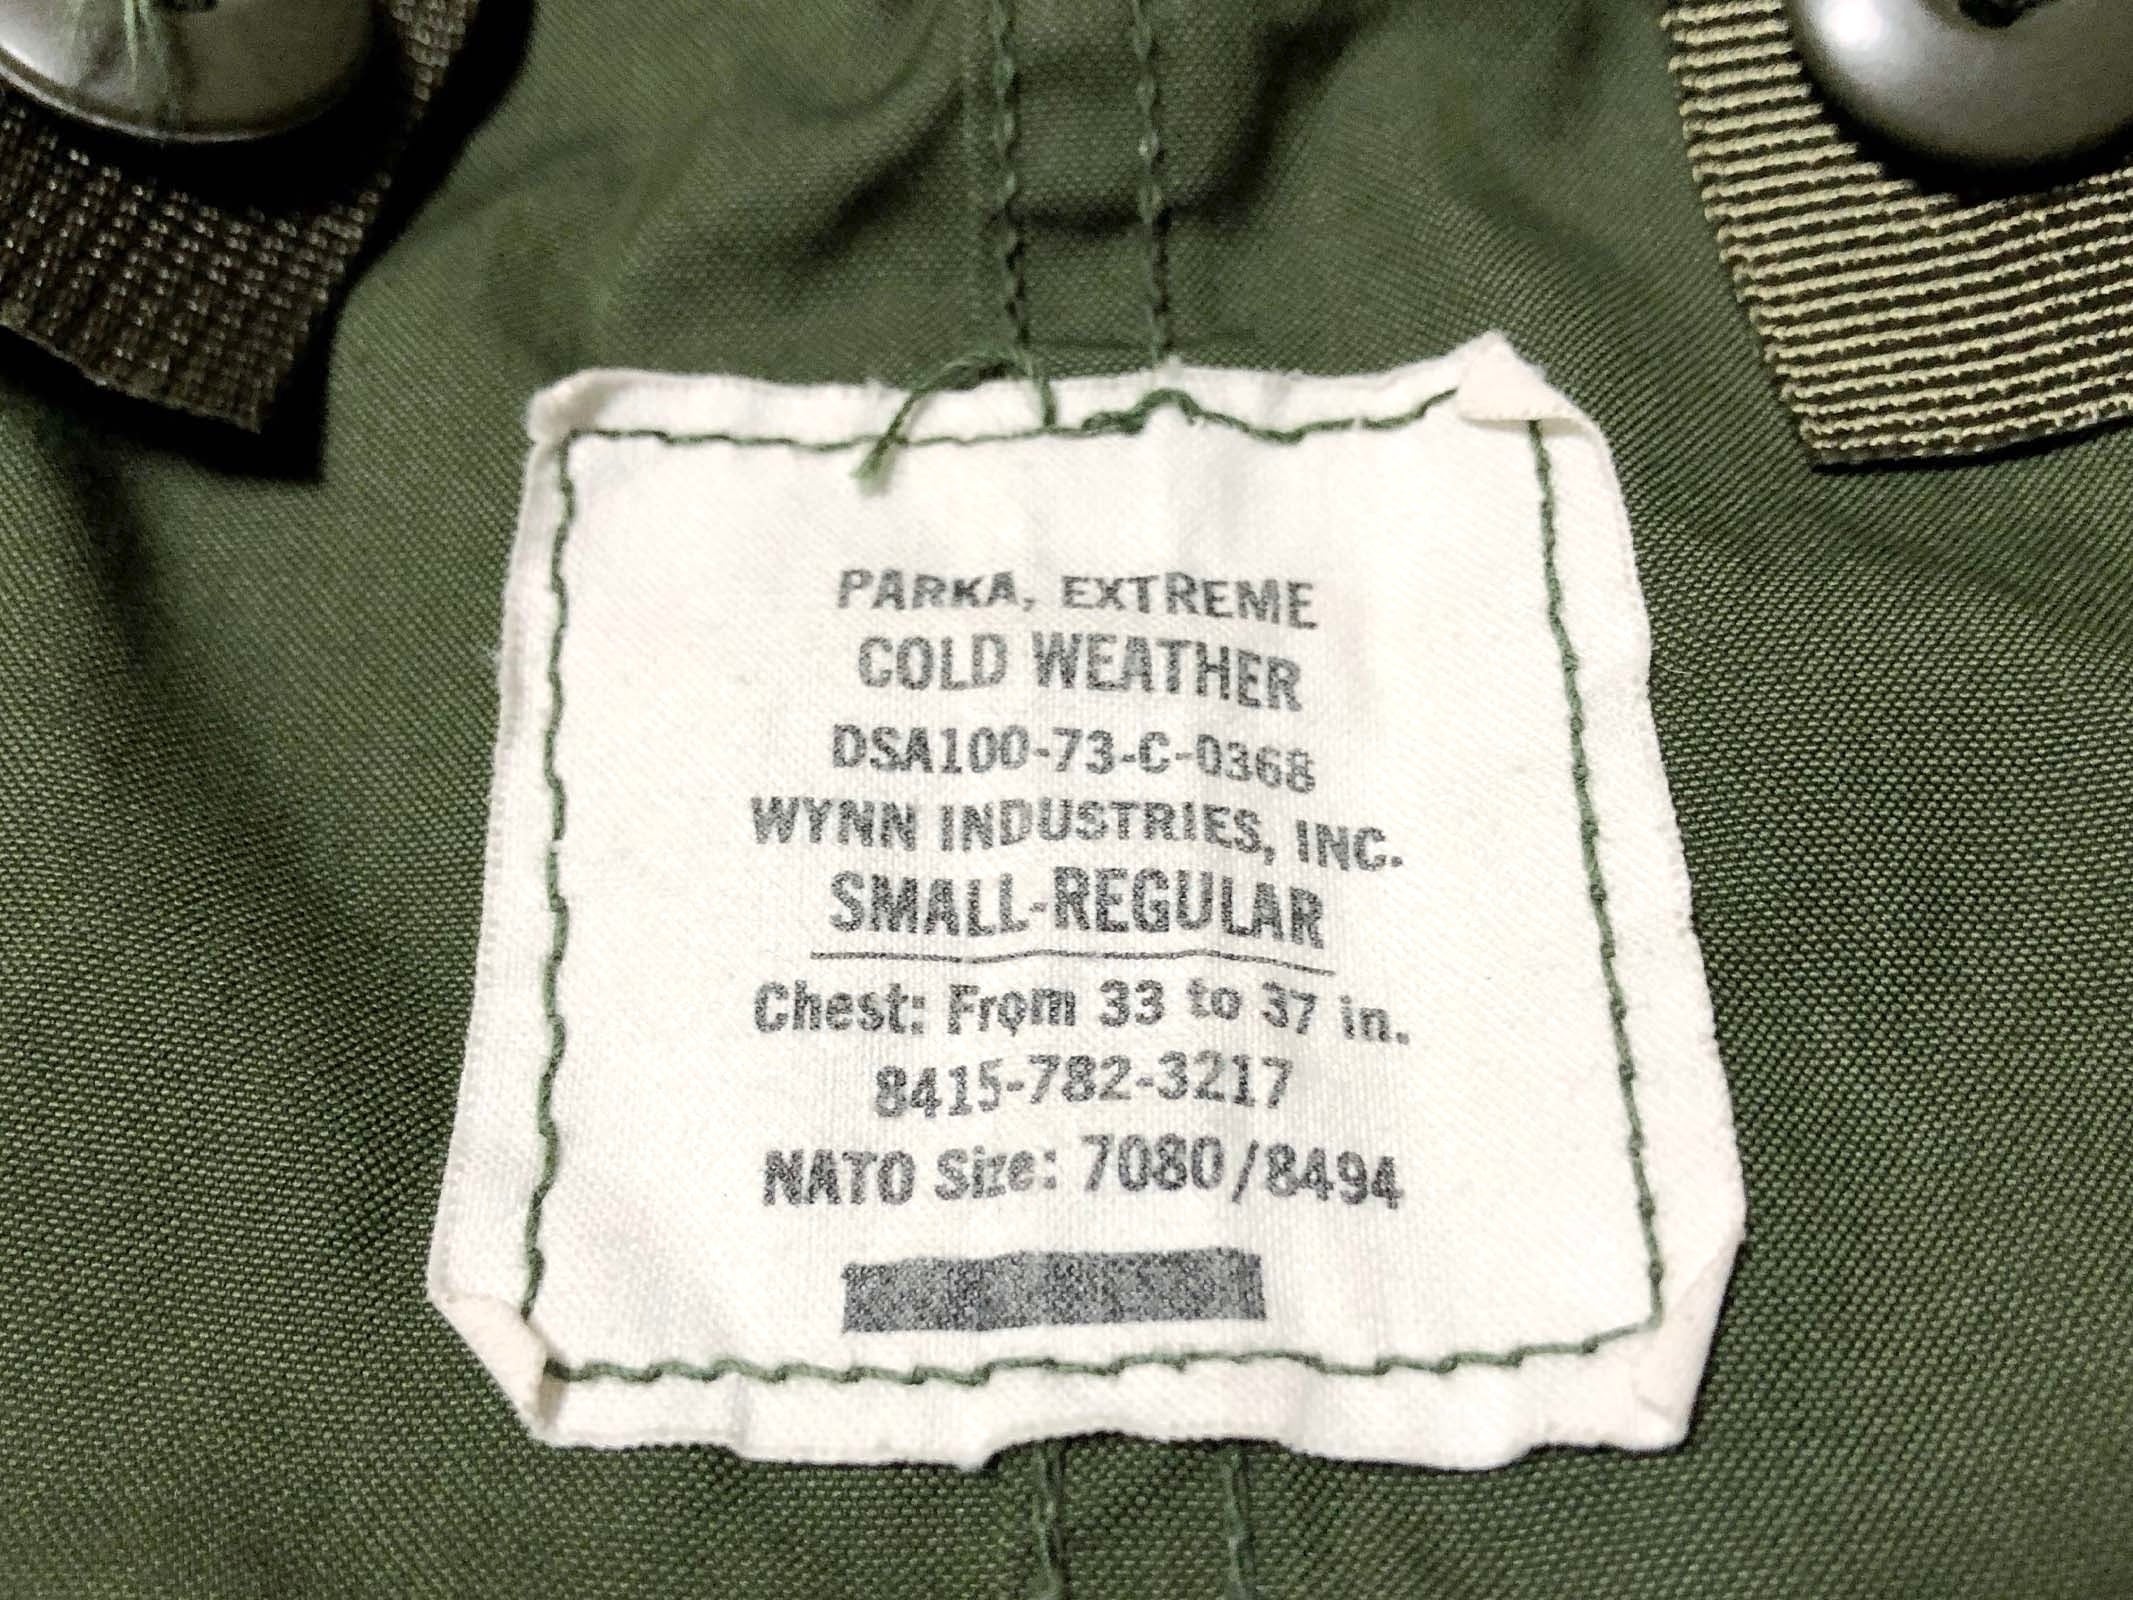 PARKA, EXTREME
COLD WEATHER
DSA100-73-C-0368
WYNN INDUSTRIES, INC.
SMALL-REGULAR
Chest: From 33 to 37 in.
8415-782-3217
NATO Size: 7080/8494